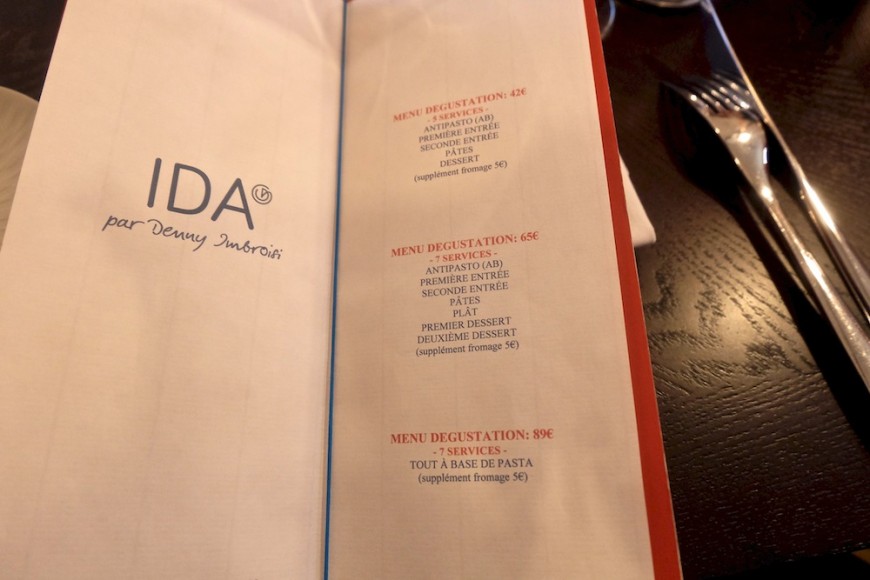 IDA
par Denny Imbroisi
MENU DEGUSTATION: 42€
- 5 SERVICES -
ANTIPASTO (AB)
PREMIÈRE ENTRÉE
SECONDE ENTRÉE
PÂTES
DESSERT
(supplément fromage 5€)
MENU DEGUSTATION: 65€
- 7 SERVICES -
ANTIPASTO (AB)
PREMIÈRE ENTRÉE
SECONDE ENTRÉE
PÂTES
PLÂT
PREMIER DESSERT
DEUXIÈME DESSERT
(supplément fromage 5€)
MENU DEGUSTATION: 89€
- 7 SERVICES -
TOUT À BASE DE PASTA
(supplément fromage 5€)